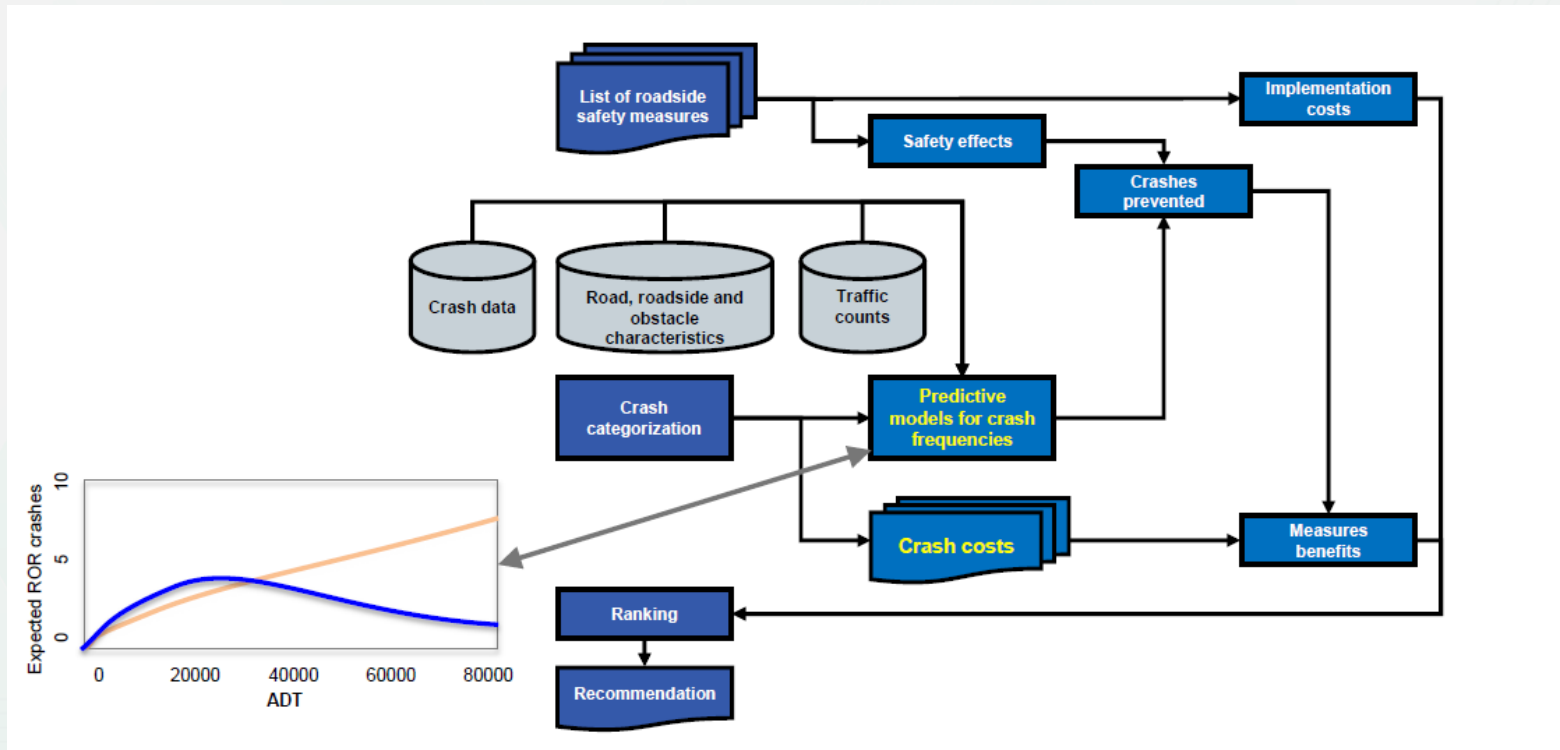 List of roadside
safety measures
Implementation
costs
Safety effects
Crashes
prevented
Crash data
Road, roadside and
obstacle
characteristics
Traffic
counts
Crash
categorization
Predictive
models for crash
frequencies
Crash costs
Measures
benefits
Ranking
Recommendation
Expected ROR crashes
10
5
0
0 20000 40000 60000 80000
ADT